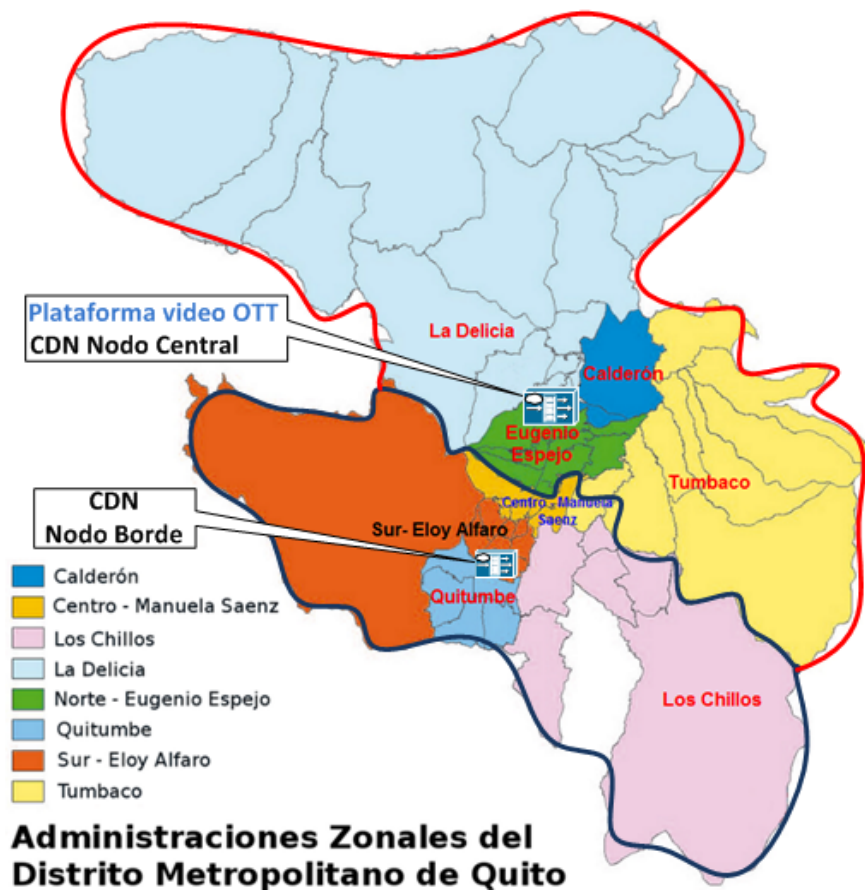 Plataforma video OTT
CDN Nodo Central
La Delicia
Calderón
Eugenio
Espejo
Tumbaco
CDN
Nodo Borde
Centro - Manuela
Saenz
Sur- Eloy Alfaro
Quitumbe
Los Chillos
Calderón
Centro - Manuela Saenz
Los Chillos
La Delicia
Norte - Eugenio Espejo
Quitumbe
Sur - Eloy Alfaro
Tumbaco
Administraciones Zonales del
Distrito Metropolitano de Quito